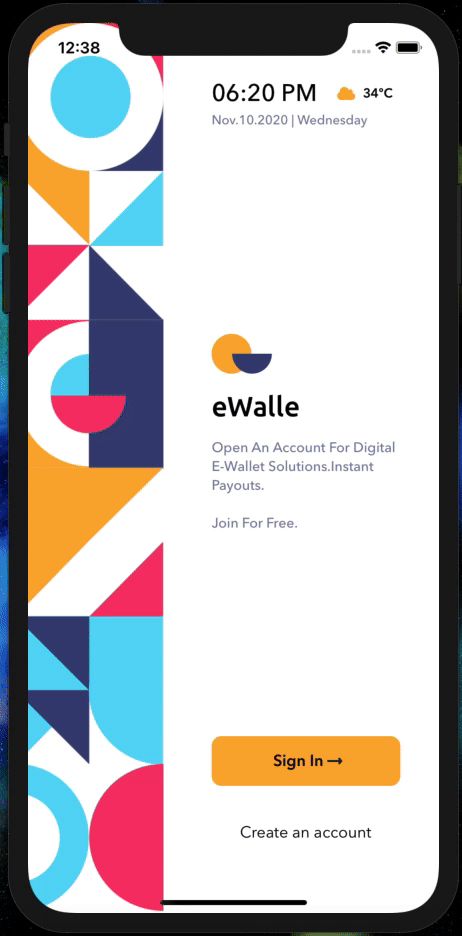 12:38
06:20 PM 34°C
Nov.10.2020 | Wednesday
eWalle
Open An Account For Digital
E-Wallet Solutions.Instant
Payouts.
Join For Free.
Sign In →
Create an account